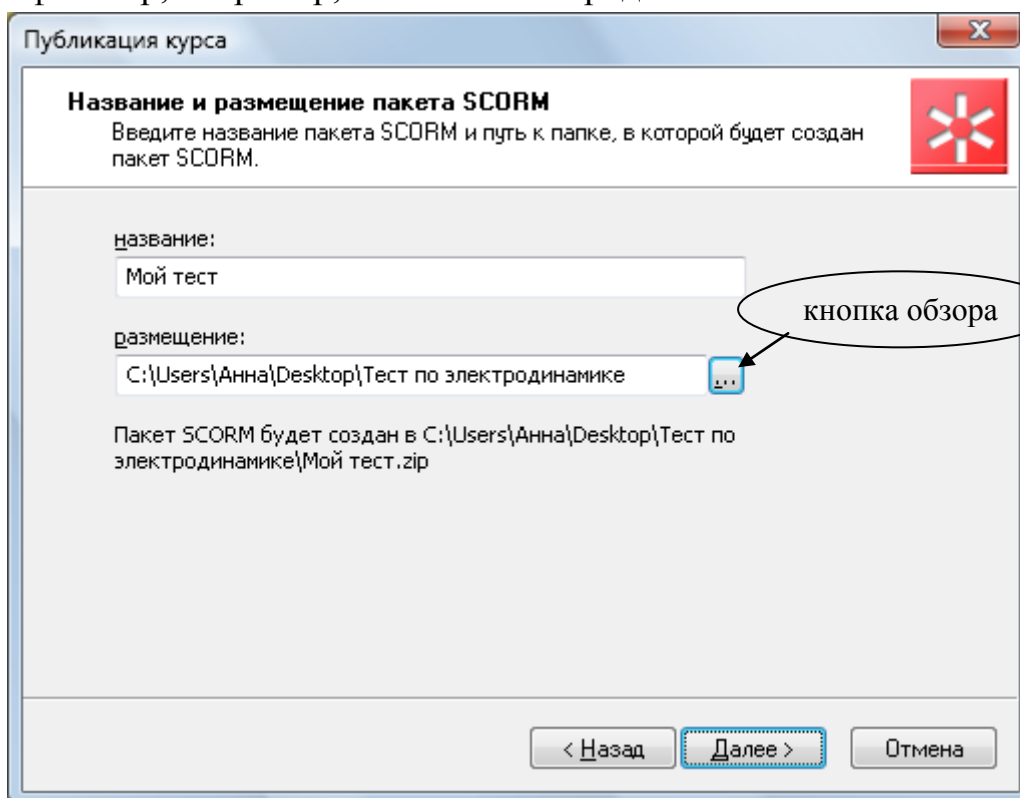 Публикация курса
Название и размещение пакета SCORM
Введите название пакета SCORM и путь к папке, в которой будет создан
пакет SCORM.
название:
Мой тест
кнопка обзора
размещение:
C:\Users\Анна\Desktop\Тест по электродинамике
...
Пакет SCORM будет создан в C:\Users\Анна\Desktop\Тест по
электродинамике\Мой тест.zip
< Назад
Далее >
Отмена